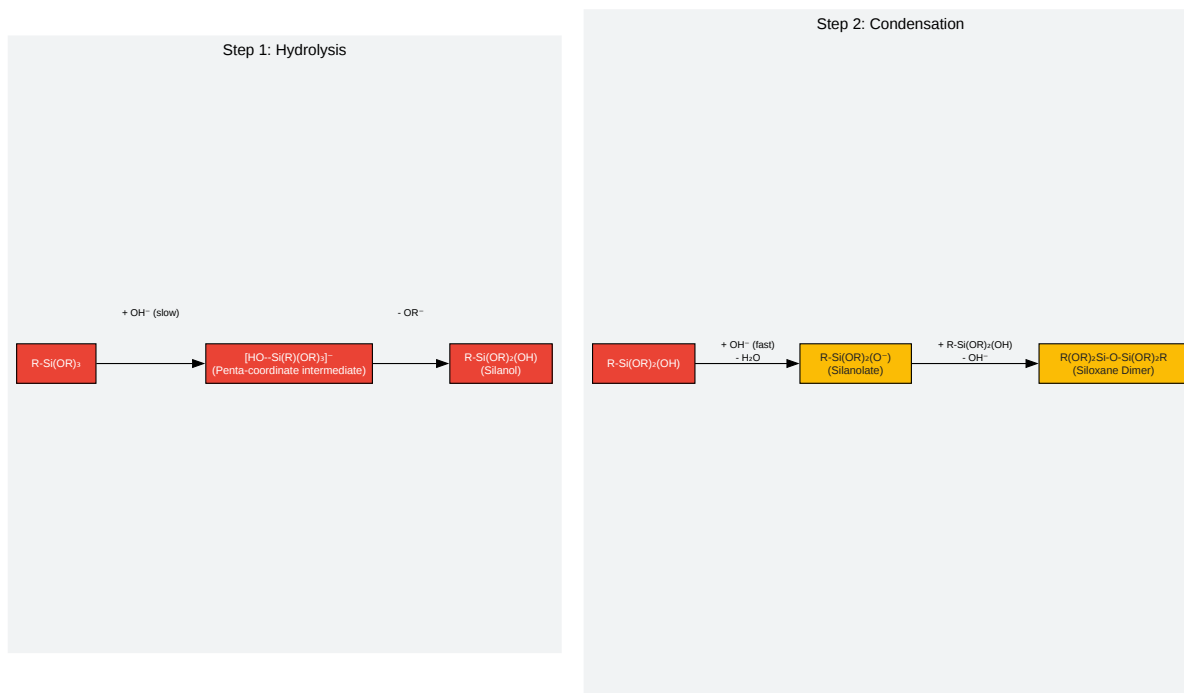 Step 1: Hydrolysis
+ OH⁻ (slow)
- OR⁻
R-Si(OR)₃
[HO--Si(R)(OR)₃]⁻
(Penta-coordinate intermediate)
R-Si(OR)₂(OH)
(Silanol)
Step 2: Condensation
+ OH⁻ (fast)
- H₂O
+ R-Si(OR)₂(OH)
- OH⁻
R-Si(OR)₂(OH)
R-Si(OR)₂(O⁻)
(Silanolate)
R(OR)₂Si-O-Si(OR)₂R
(Siloxane Dimer)